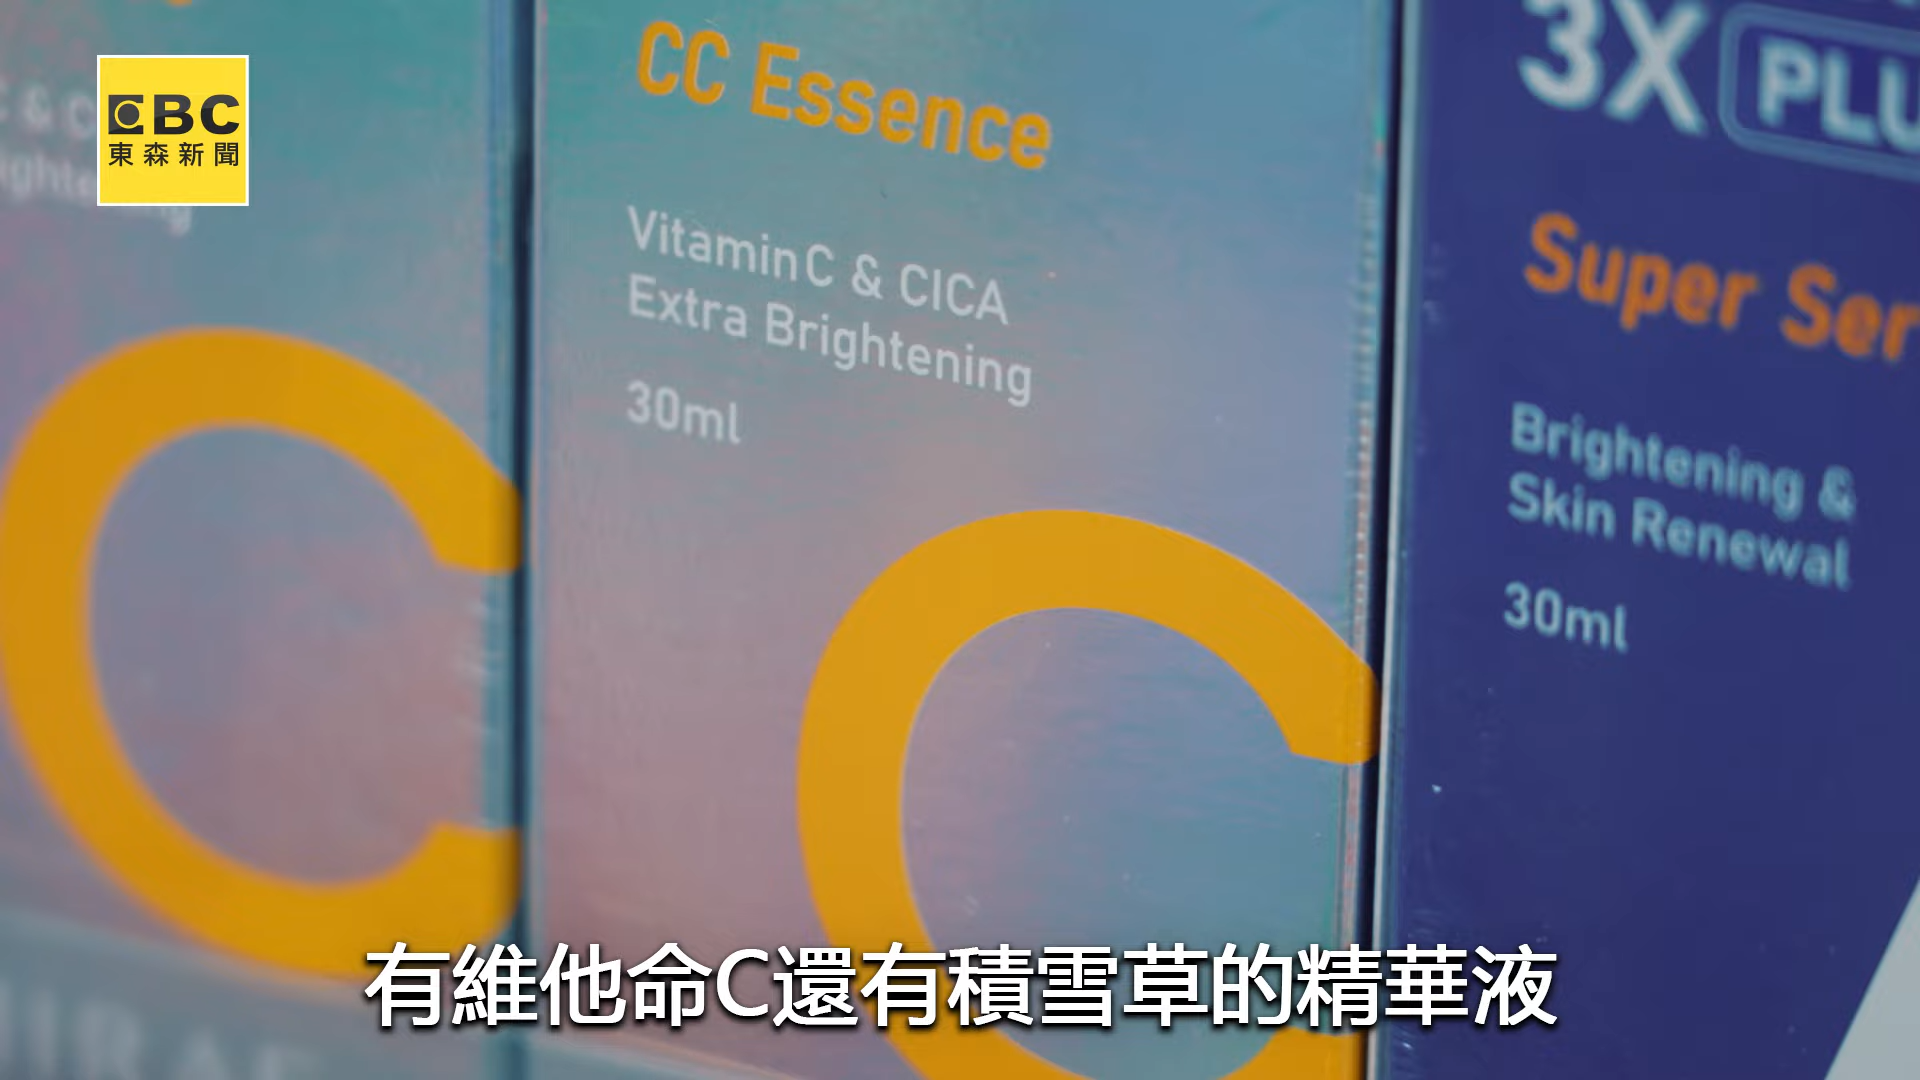 EBC
東森新聞
CC Essence
Vitamin C & CICA
Extra Brightening
30ml
C
3X
Brightening &
Skin Renewal
30ml
Super
C
有維他命C還有積雪草的精華液